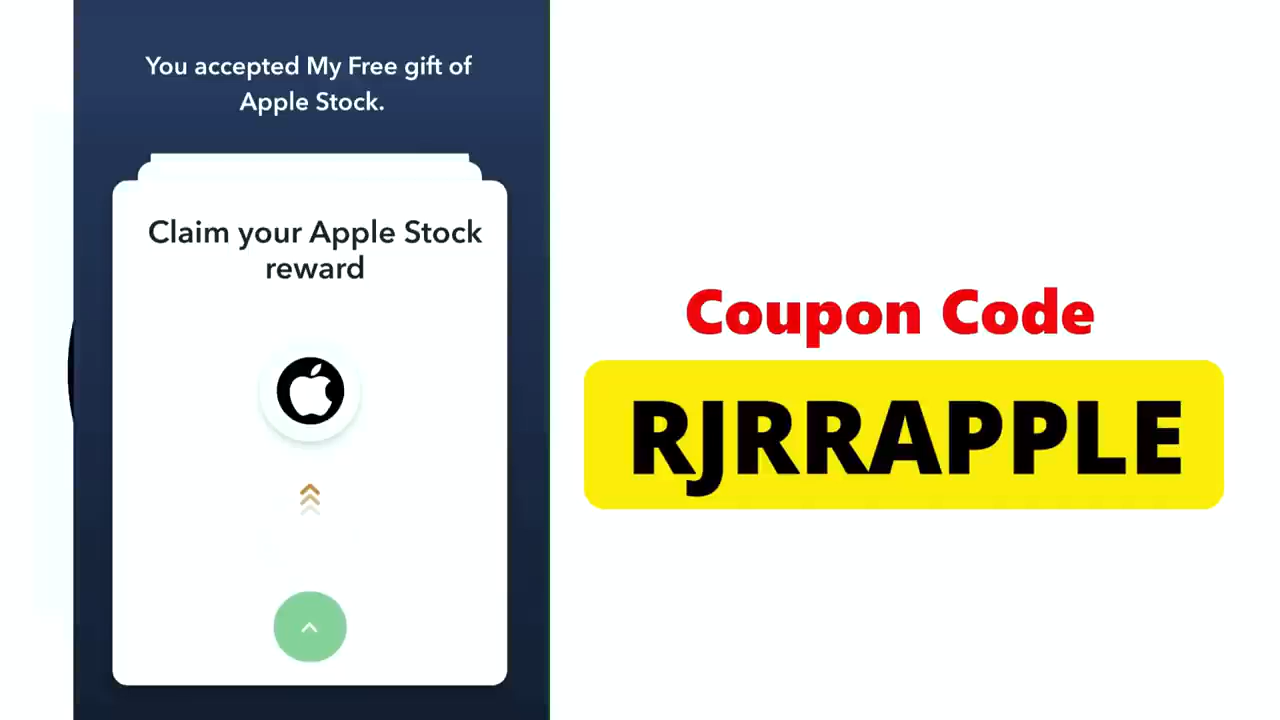 You accepted My Free gift of
Apple Stock.
Claim your Apple Stock
reward
Coupon Code
RJRRAPPLE